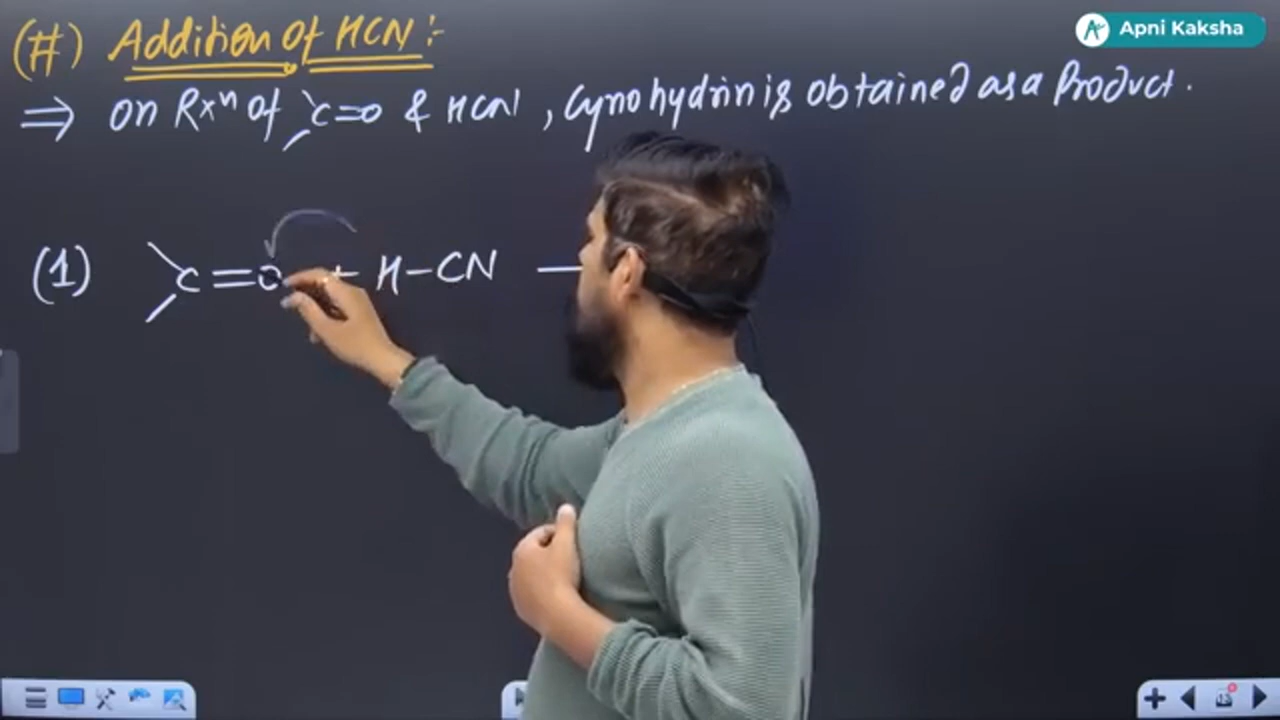 (#) Addition Of HCN :-
Apni Kaksha
⇒ on Rxⁿ of >C=O & HCN , Cynohydrin is obtained as a Product .
(1) >C=O + H-CN —